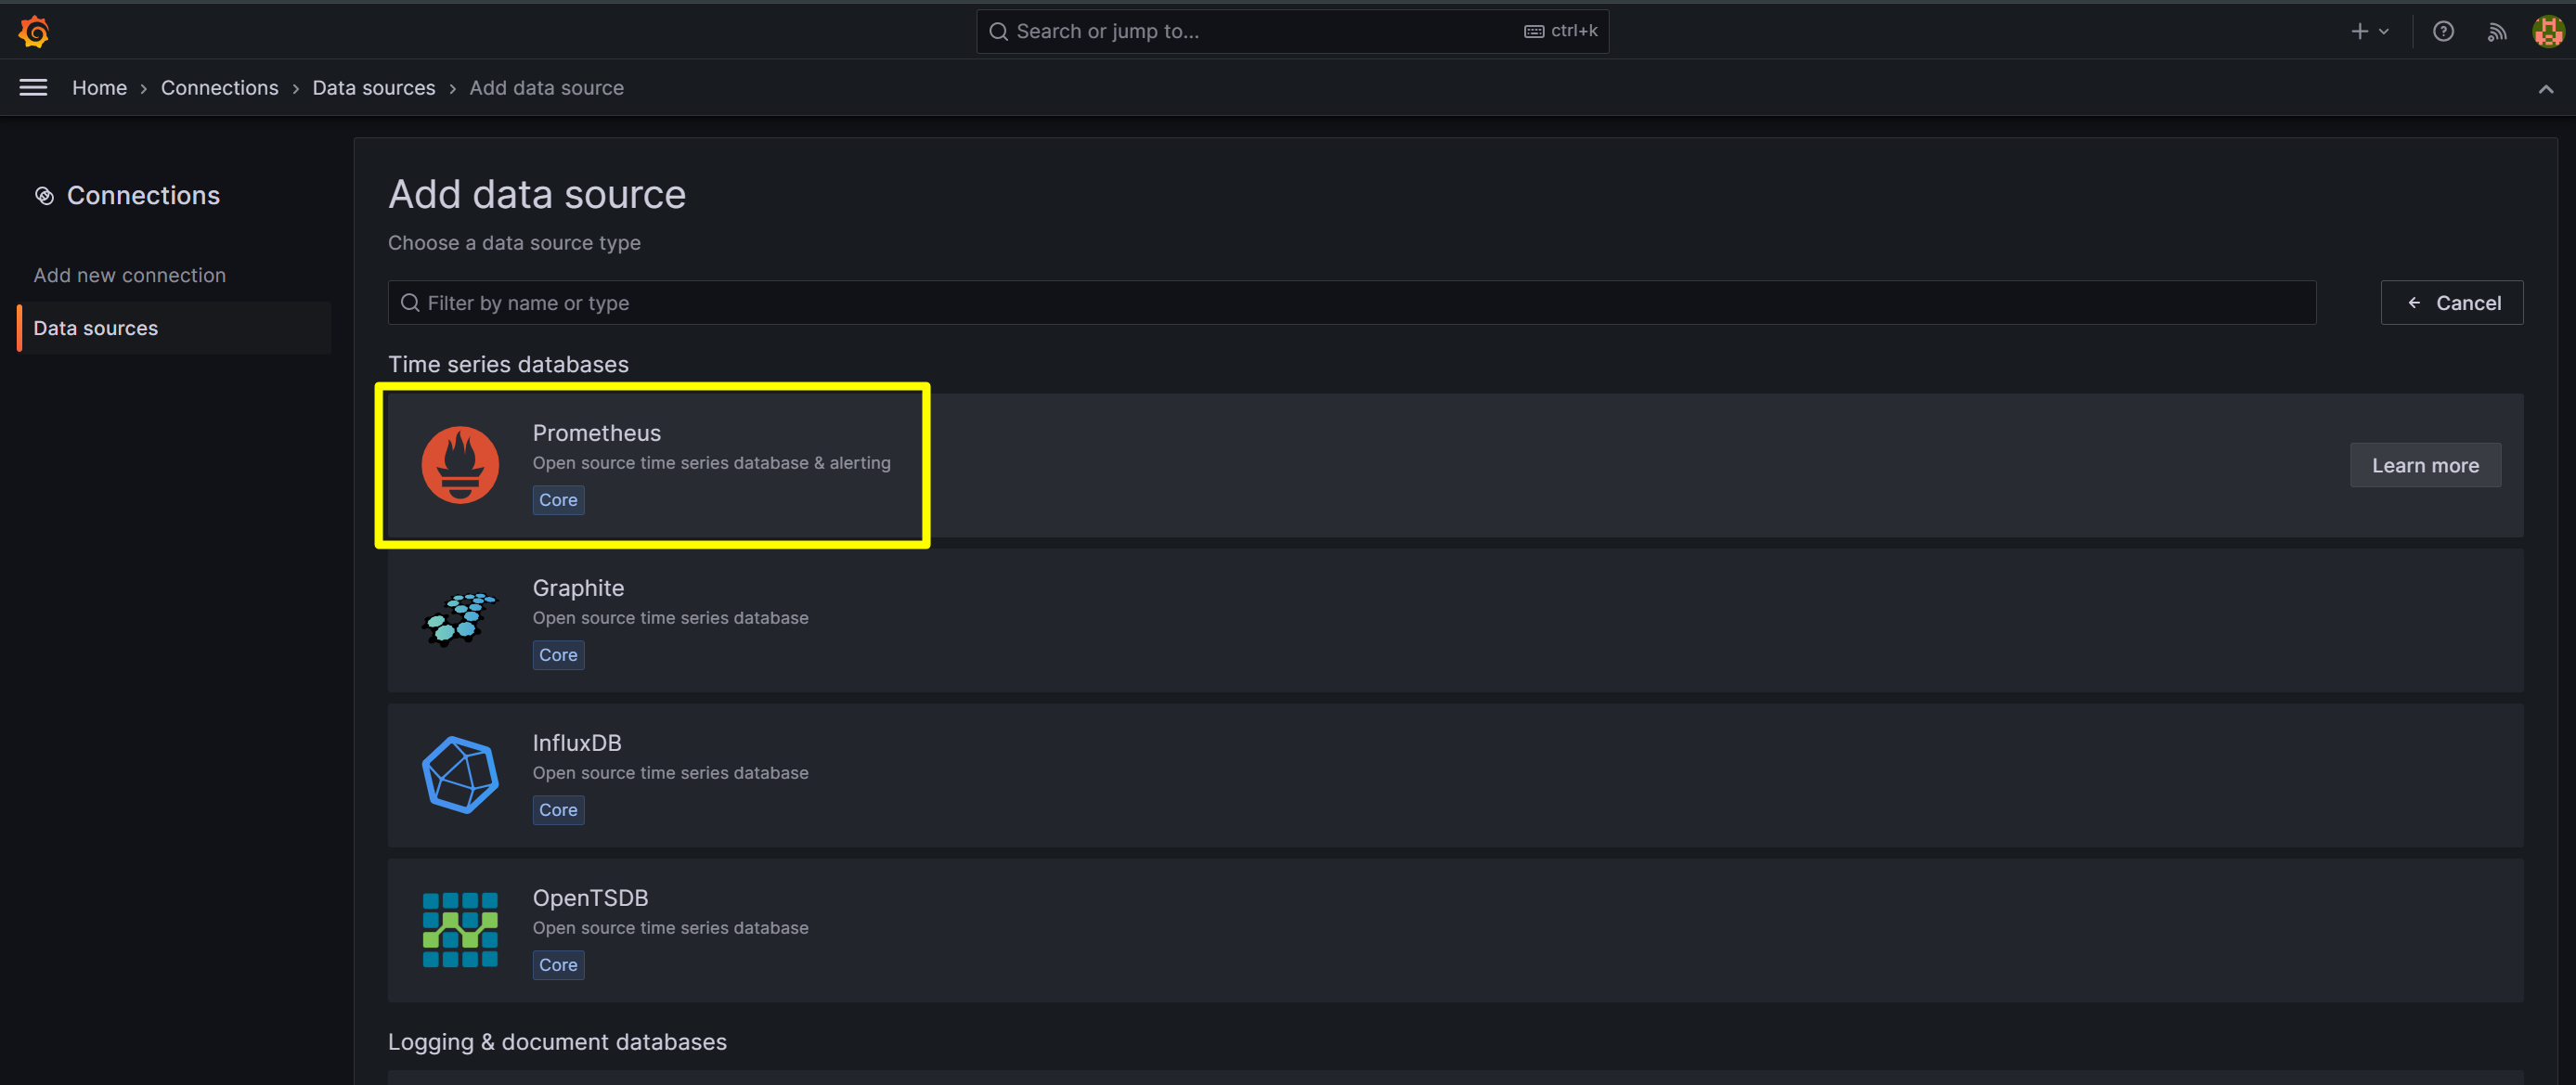 Search or jump to... ctrl+k
Home › Connections › Data sources › Add data source
Connections
Add new connection
Data sources
Add data source
Choose a data source type
Filter by name or type
Cancel
Time series databases
Prometheus
Open source time series database & alerting
Core
Learn more
Graphite
Open source time series database
Core
InfluxDB
Open source time series database
Core
OpenTSDB
Open source time series database
Core
Logging & document databases